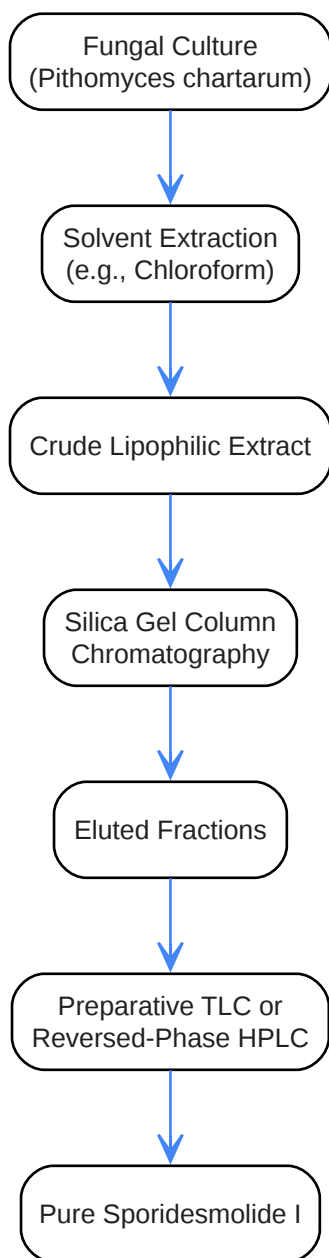 Fungal Culture
(Pithomyces chartarum)
Solvent Extraction
(e.g., Chloroform)
Crude Lipophilic Extract
Silica Gel Column
Chromatography
Eluted Fractions
Preparative TLC or
Reversed-Phase HPLC
Pure Sporidesmolide I